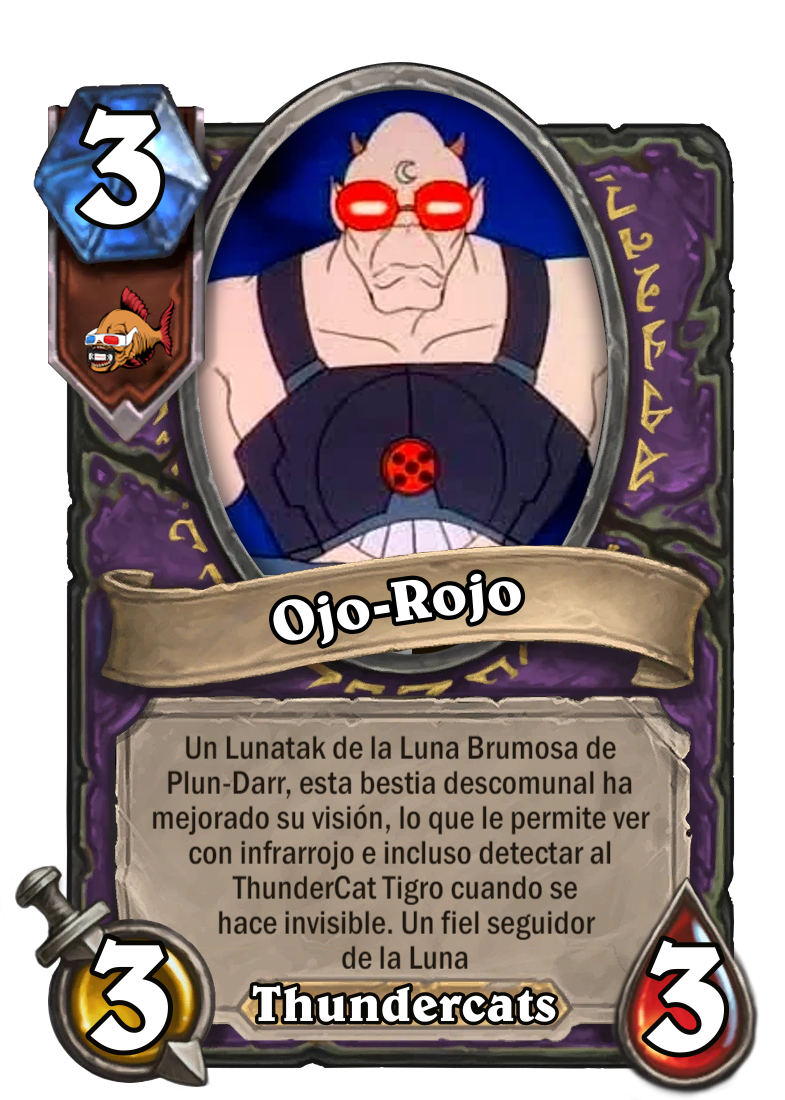 3
Ojo-Rojo
Un Lunatak de la Luna Brumosa de
Plun-Darr, esta bestia descomunal ha
mejorado su visión, lo que le permite ver
con infrarrojo e incluso detectar al
ThunderCat Tigro cuando se
hace invisible. Un fiel seguidor
de la Luna
3
Thundercats
3